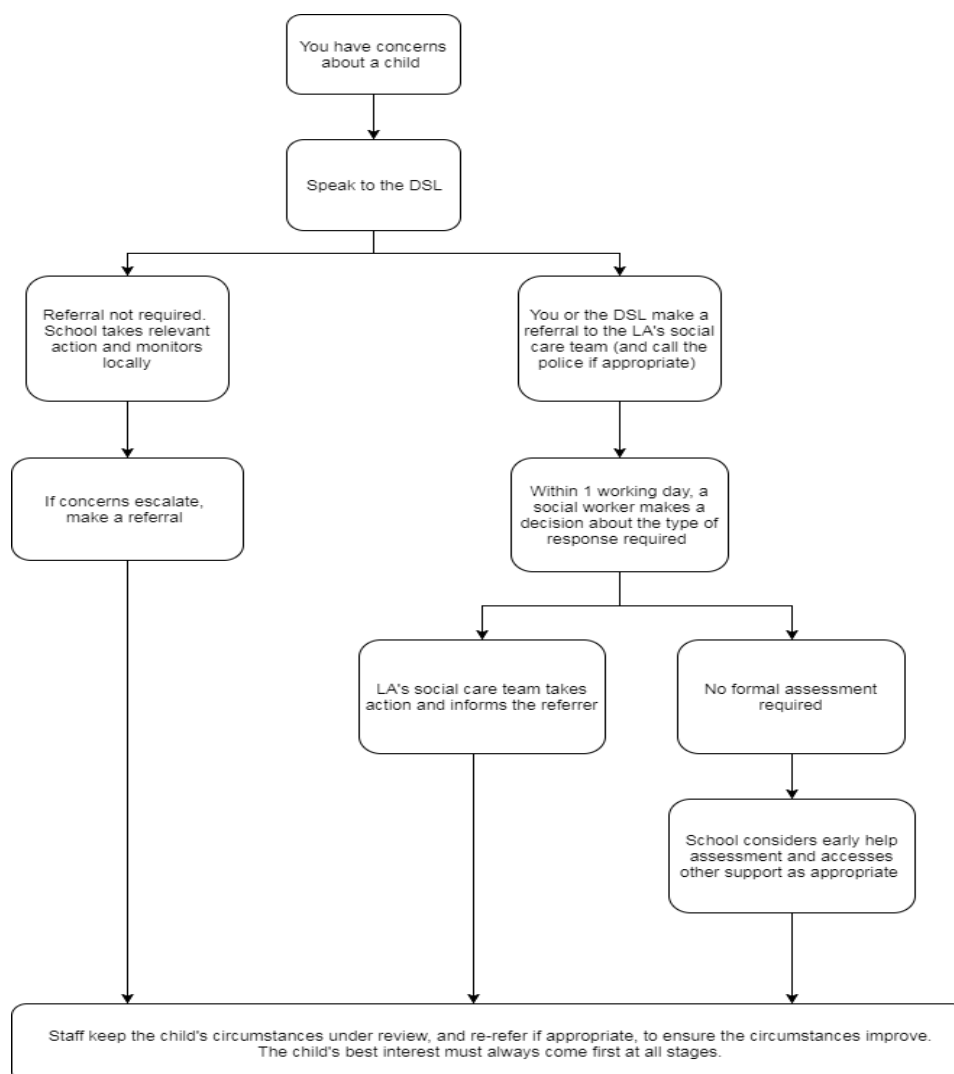 You have concerns
about a child
Speak to the DSL
Referral not required.
School takes relevant
action and monitors
locally
You or the DSL make a
referral to the LA's social
care team (and call the
police if appropriate)
If concerns escalate,
make a referral
Within 1 working day, a
social worker makes a
decision about the type of
response required
LA's social care team takes
action and informs the referrer
No formal assessment
required
School considers early help
assessment and accesses
other support as appropriate
Staff keep the child's circumstances under review, and re-refer if appropriate, to ensure the circumstances improve.
The child's best interest must always come first at all stages.